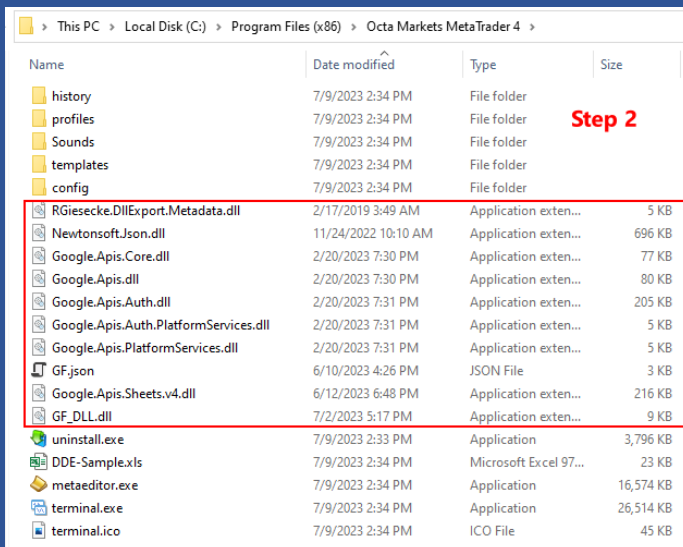 This PC > Local Disk (C:) > Program Files (x86) > Octa Markets MetaTrader 4 >
Name Date modified Type Size
history 7/9/2023 2:34 PM File folder
profiles 7/9/2023 2:34 PM File folder
Step 2
Sounds 7/9/2023 2:34 PM File folder
templates 7/9/2023 2:34 PM File folder
config 7/9/2023 2:34 PM File folder
RGiesecke.DllExport.Metadata.dll 2/17/2019 3:49 AM Application exten... 5 KB
Newtonsoft.Json.dll 11/24/2022 10:10 AM Application exten... 696 KB
Google.Apis.Core.dll 2/20/2023 7:30 PM Application exten... 77 KB
Google.Apis.dll 2/20/2023 7:30 PM Application exten... 80 KB
Google.Apis.Auth.dll 2/20/2023 7:31 PM Application exten... 205 KB
Google.Apis.Auth.PlatformServices.dll 2/20/2023 7:31 PM Application exten... 5 KB
Google.Apis.PlatformServices.dll 2/20/2023 7:31 PM Application exten... 5 KB
GF.json 6/10/2023 4:26 PM JSON File 3 KB
Google.Apis.Sheets.v4.dll 6/12/2023 6:48 PM Application exten... 216 KB
GF_DLL.dll 7/2/2023 5:17 PM Application exten... 9 KB
uninstall.exe 7/9/2023 2:33 PM Application 3,796 KB
DDE-Sample.xls 7/9/2023 2:34 PM Microsoft Excel 97... 23 KB
metaeditor.exe 7/9/2023 2:34 PM Application 16,574 KB
terminal.exe 7/9/2023 2:34 PM Application 26,514 KB
terminal.ico 7/9/2023 2:34 PM ICO File 45 KB